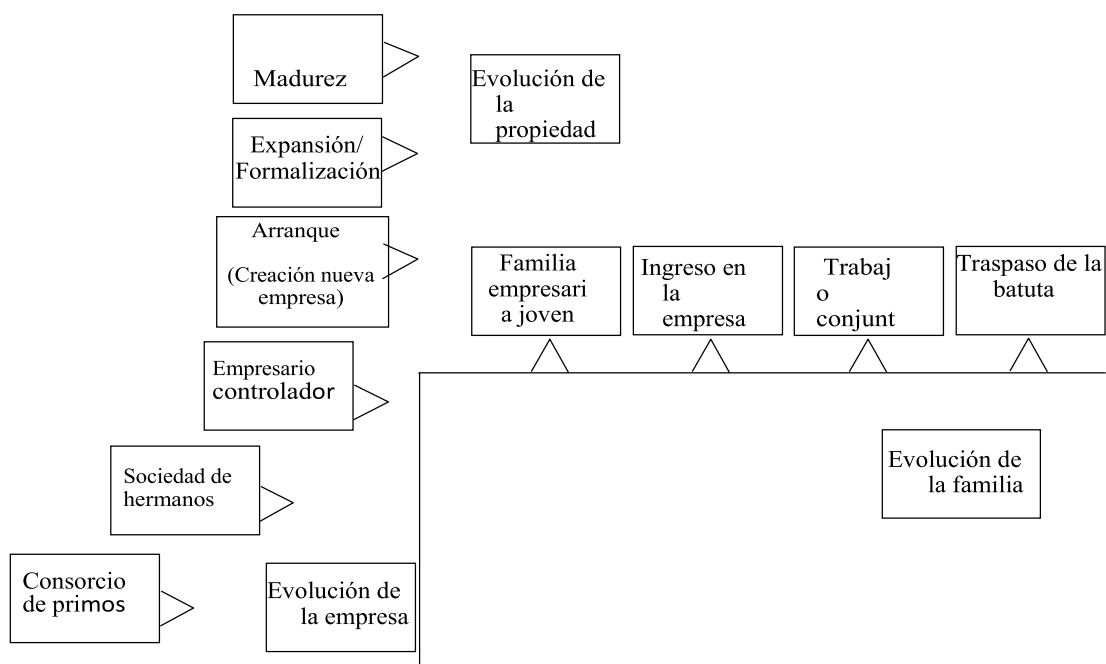 Madurez
Evolución de
la
propiedad
Expansión/
Formalización
Arranque
(Creación nueva
empresa)
Familia
empresari
a joven
Ingreso en
la
empresa
Trabaj
o
conjunt
Traspaso de la
batuta
Empresario
controlador
Sociedad de
hermanos
Evolución de
la familia
Consorcio
de primos
Evolución de
la empresa